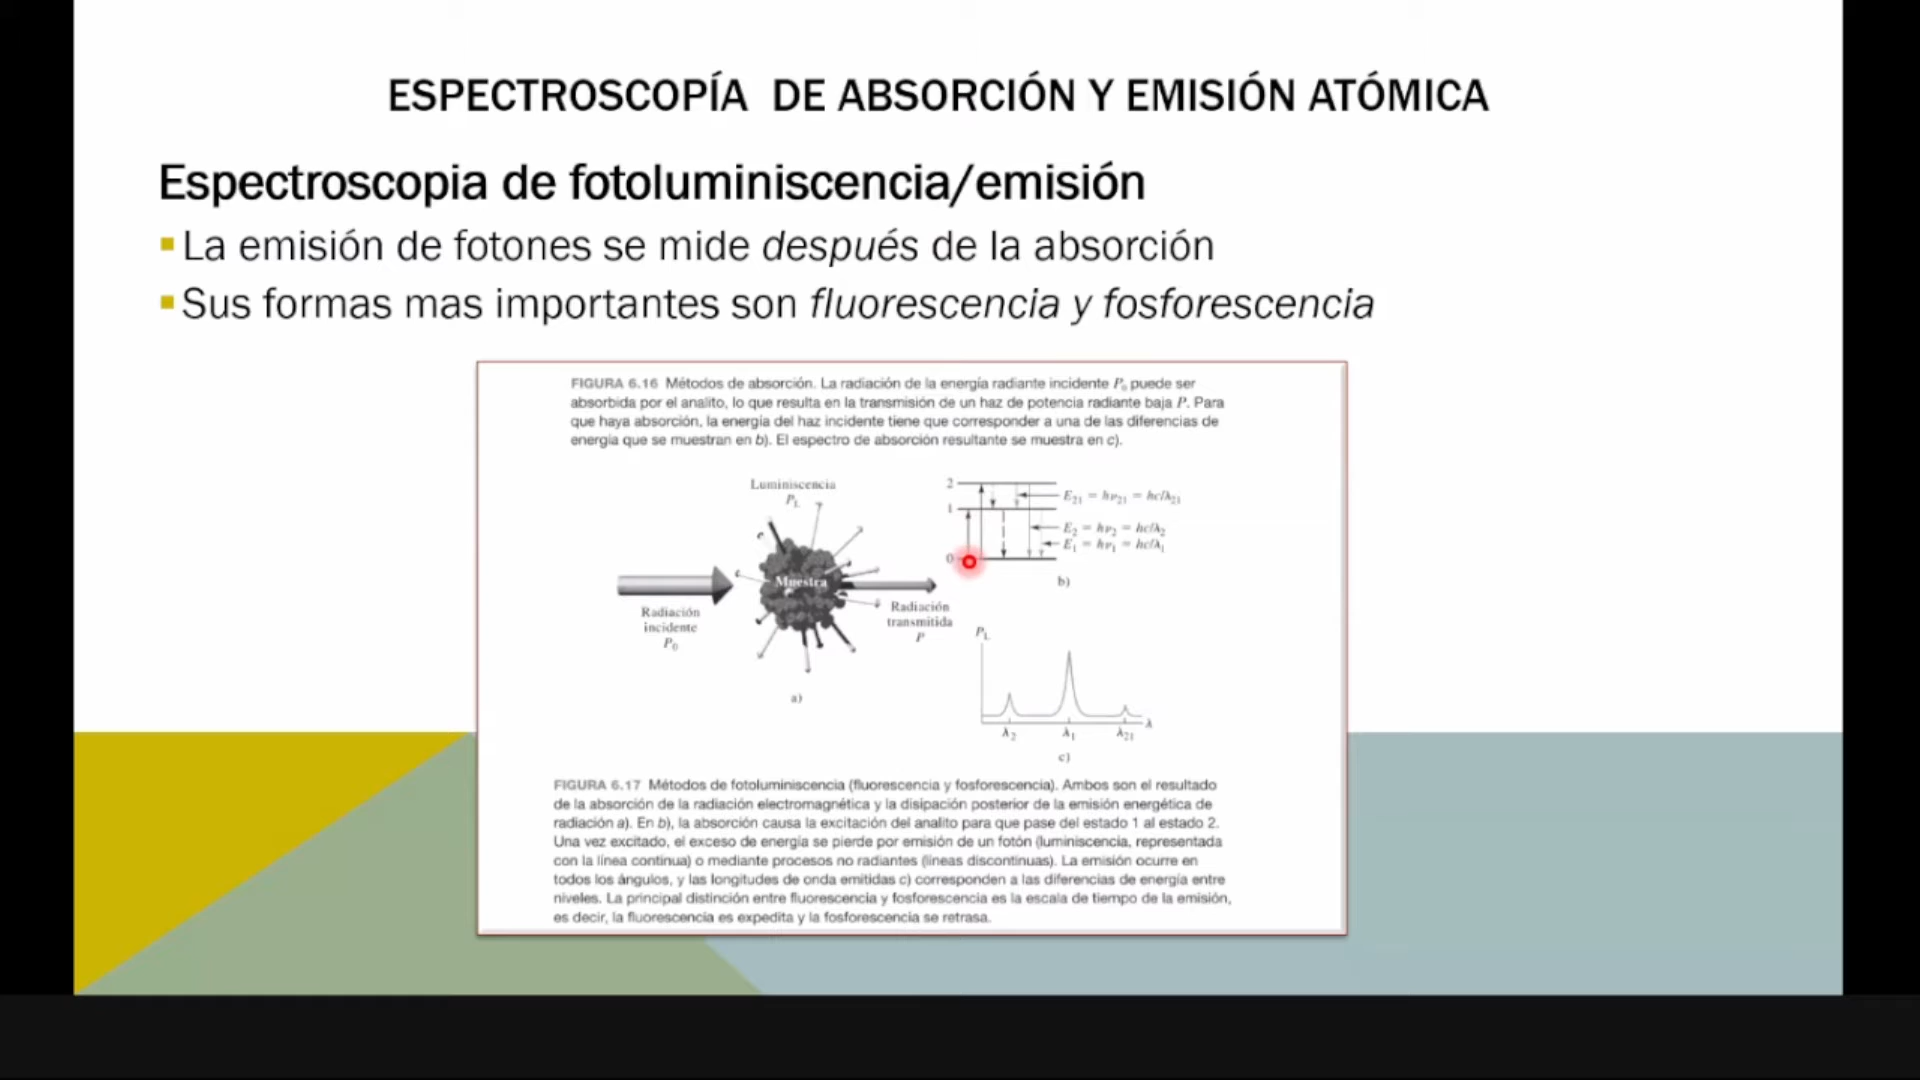 ESPECTROSCOPÍA DE ABSORCIÓN Y EMISIÓN ATÓMICA
Espectroscopia de fotoluminiscencia/emisión
La emisión de fotones se mide después de la absorción
Sus formas mas importantes son fluorescencia y fosforescencia
FIGURA 6.16 Métodos de absorción. La radiación de la energía radiante incidente P₀ puede ser
absorbida por el analito, lo que resulta en la transmisión de un haz de potencia radiante baja P. Para
que haya absorción, la energía del haz incidente tiene que corresponder a una de las diferencias de
energía que se muestran en b). El espectro de absorción resultante se muestra en c).
Luminiscencia
P_L
Muestra
Radiación
incidente
P₀
Radiación
transmitida
P
a)
2
1
0
E₂₁ = hν₂₁ = hc/λ₂₁
E₂ = hν₂ = hc/λ₂
E₁ = hν₁ = hc/λ₁
b)
P_L
λ
λ₂ λ₁ λ₂₁
c)
FIGURA 6.17 Métodos de fotoluminiscencia (fluorescencia y fosforescencia). Ambos son el resultado
de la absorción de la radiación electromagnética y la disipación posterior de la emisión energética de
radiación a). En b), la absorción causa la excitación del analito para que pase del estado 1 al estado 2.
Una vez excitado, el exceso de energía se pierde por emisión de un fotón (luminiscencia, representada
con la línea continua) o mediante procesos no radiantes (líneas discontinuas). La emisión ocurre en
todos los ángulos, y las longitudes de onda emitidas c) corresponden a las diferencias de energía entre
niveles. La principal distinción entre fluorescencia y fosforescencia es la escala de tiempo de la emisión,
es decir, la fluorescencia es expedita y la fosforescencia se retrasa.